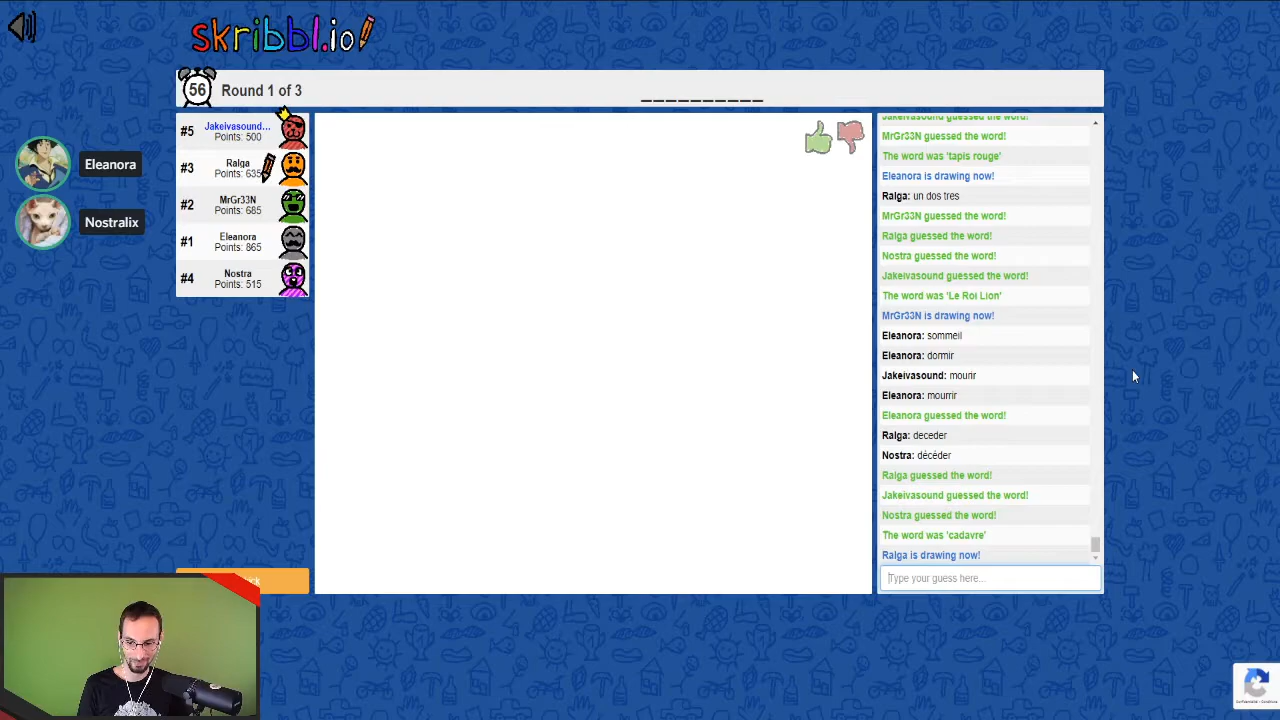 skribbl.io
56
Round 1 of 3
__________
#5
Jakeivasound...
Points: 500
#3
Ralga
Points: 635
#2
MrGr33N
Points: 685
#1
Eleanora
Points: 865
#4
Nostra
Points: 515
Eleanora
Nostralix
Jakeivasound guessed the word!
MrGr33N guessed the word!
The word was 'tapis rouge'
Eleanora is drawing now!
Ralga: un dos tres
MrGr33N guessed the word!
Ralga guessed the word!
Nostra guessed the word!
Jakeivasound guessed the word!
The word was 'Le Roi Lion'
MrGr33N is drawing now!
Eleanora: sommeil
Eleanora: dormir
Jakeivasound: mourir
Eleanora: mourrir
Eleanora guessed the word!
Ralga: deceder
Nostra: décéder
Ralga guessed the word!
Jakeivasound guessed the word!
Nostra guessed the word!
The word was 'cadavre'
Ralga is drawing now!
Type your guess here...